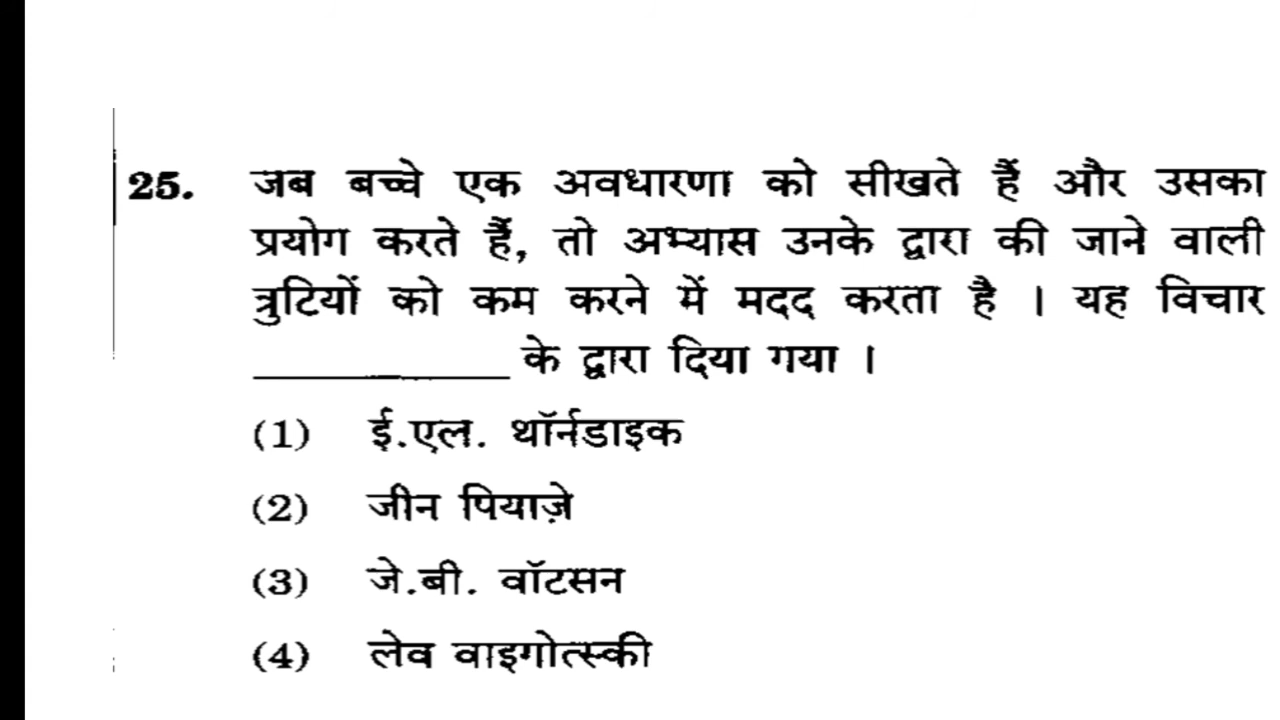 25. जब बच्चे एक अवधारणा को सीखते हैं और उसका
प्रयोग करते हैं, तो अभ्यास उनके द्वारा की जाने वाली
त्रुटियों को कम करने में मदद करता है । यह विचार
__________ के द्वारा दिया गया ।
(1) ई.एल. थॉर्नडाइक
(2) जीन पियाज़े
(3) जे.बी. वॉटसन
(4) लेव वाइगोत्स्की